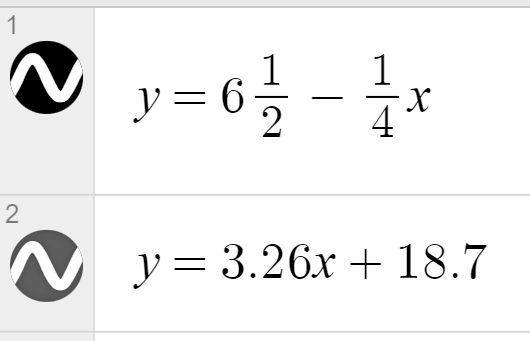 1
y = 6 1/2 − 1/4 x
2
y = 3.26x + 18.7